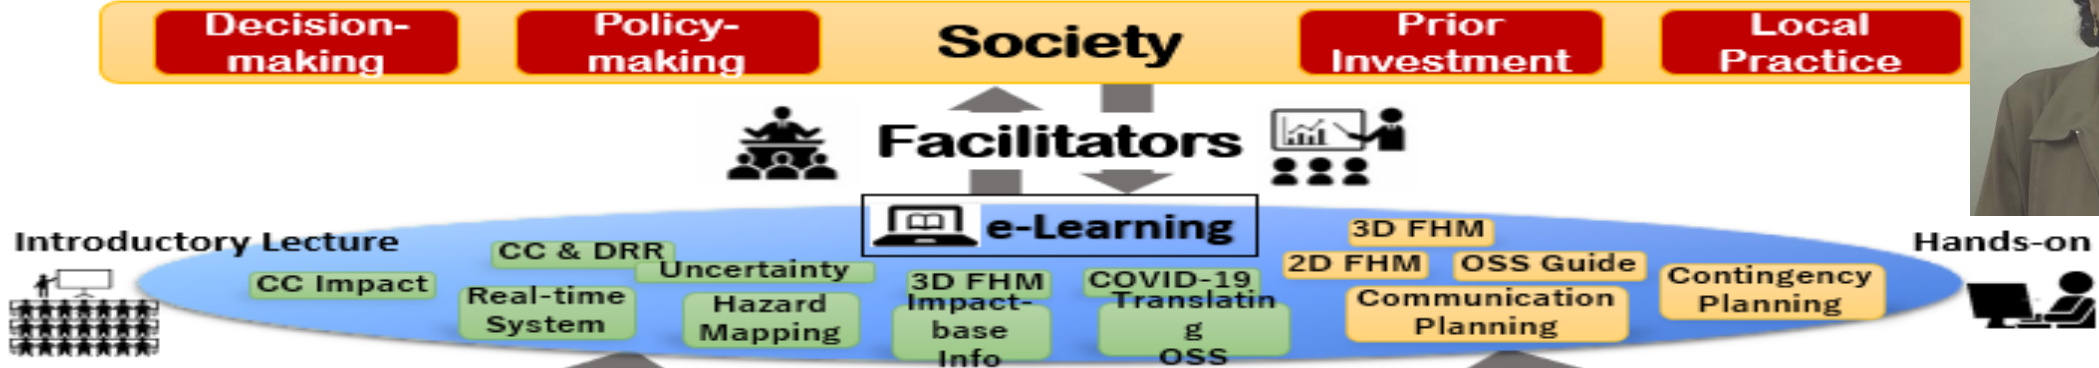 Decision-
making
Policy-
making
Society
Prior
Investment
Local
Practice
Facilitators
e-Learning
Introductory Lecture
Hands-on
CC & DRR
CC Impact
Uncertainty
Real-time
System
Hazard
Mapping
3D FHM
Impact-
base
Info
COVID-19
Translatin
g
OSS
3D FHM
2D FHM
OSS Guide
Communication
Planning
Contingency
Planning